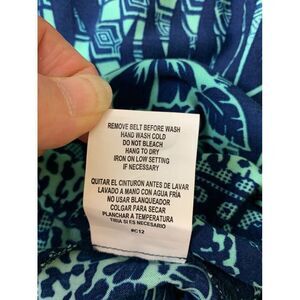 REMOVE BELT BEFORE WASH
HAND WASH COLD
DO NOT BLEACH
HANG TO DRY
IRON ON LOW SETTING
IF NECESSARY
QUITAR EL CINTURON ANTES DE LAVAR
LAVADO A MANO CON AGUA FRÍA
NO USAR BLANQUEADOR
COLGAR PARA SECAR
PLANCHAR A TEMPERATURA
TIBIA SI ES NECESARIO
#C12